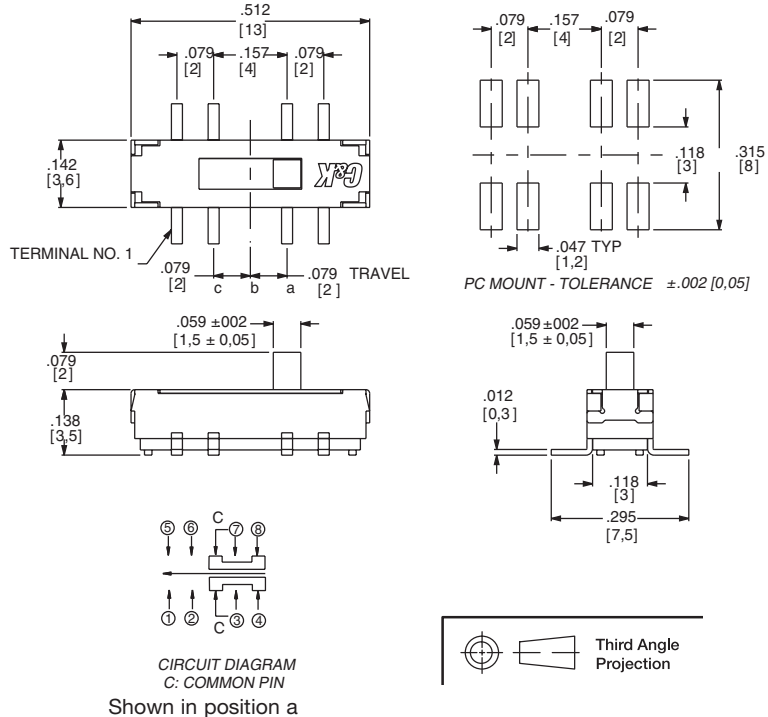 .512
[13]
.079
[2]
.157
[4]
.079
[2]
.142
[3,6]
C&K
TERMINAL NO. 1
.079
[2]
c
b
a
.079
[2 ]
TRAVEL
.079
[2]
.157
[4]
.079
[2]
.118
[3]
.315
[8]
.047 TYP
[1,2]
PC MOUNT - TOLERANCE ±.002 [0,05]
.059 ±002
[1,5 ± 0,05]
.079
[2]
.138
[3,5]
.059 ±002
[1,5 ± 0,05]
.012
[0,3]
.118
[3]
.295
[7,5]
⑤ ⑥ C ⑦ ⑧
① ② C ③ ④
CIRCUIT DIAGRAM
C: COMMON PIN
Shown in position a
Third Angle
Projection